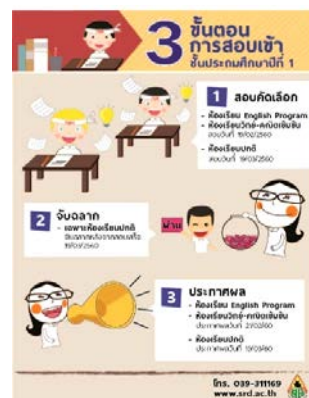 3 ขั้นตอน
การสอบเข้า
ชั้นประถมศึกษาปีที่ 1
1 สอบคัดเลือก
- ห้องเรียน English Program
- ห้องเรียนวิทย์-คณิตเข้มข้น
- ห้องเรียนปกติ
2 จับฉลาก
- เฉพาะห้องเรียนปกติ
ผ่าน
3 ประกาศผล
- ห้องเรียน English Program
- ห้องเรียนวิทย์-คณิตเข้มข้น
- ห้องเรียนปกติ
โทร. 039-311169
www.srd.ac.th